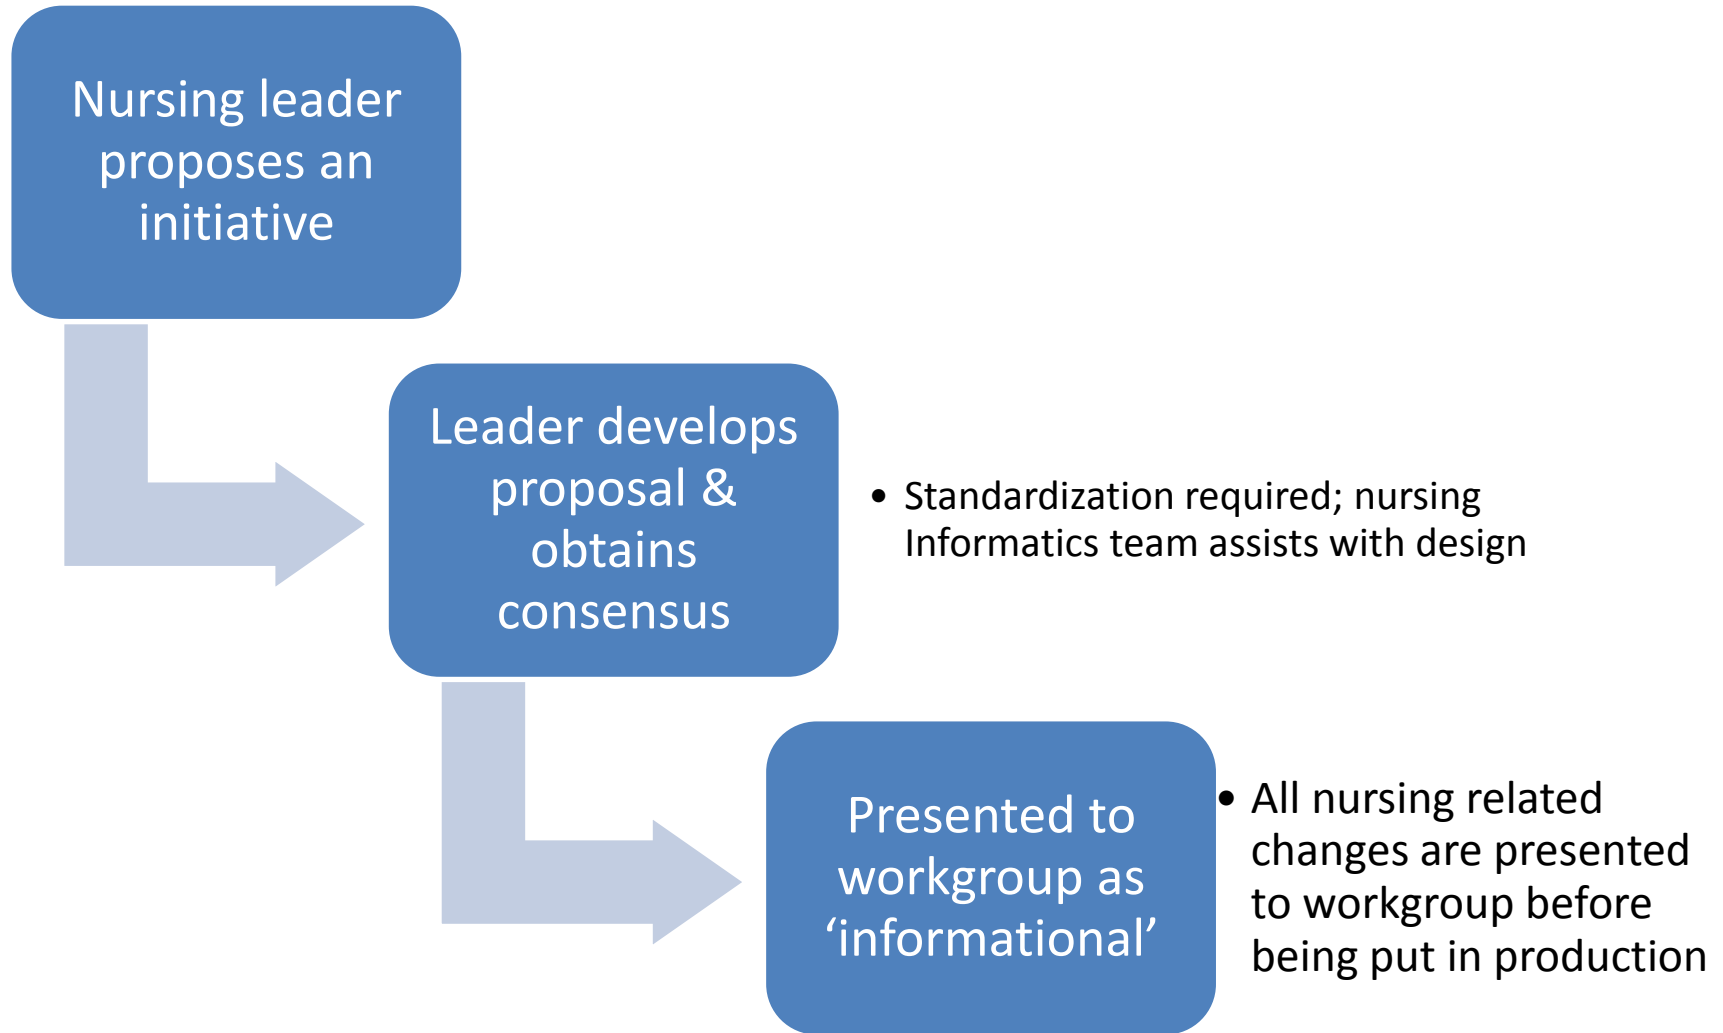 Nursing leader
proposes an
initiative
Leader develops
proposal &
obtains
consensus
• Standardization required; nursing
Informatics team assists with design
Presented to
workgroup as
‘informational’
• All nursing related
changes are presented
to workgroup before
being put in production